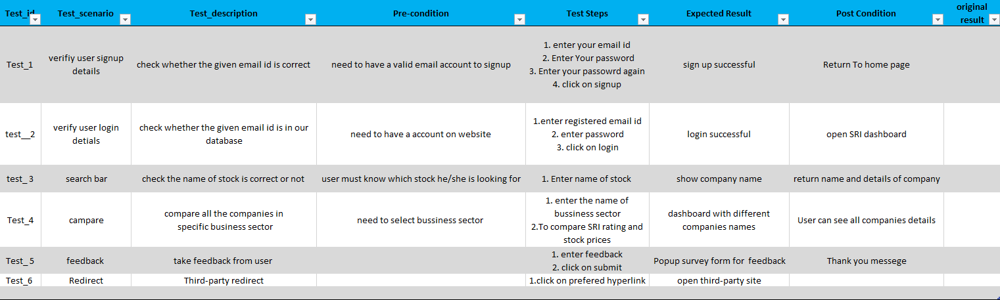 Test_id
Test_scenario
Test_description
Pre-condition
Test Steps
Expected Result
Post Condition
original
result
Test_1
verifiy user signup
details
check whether the given email id is correct
need to have a valid email account to signup
1. enter your email id
2. Enter Your password
3. Enter your passowrd again
4. click on signup
sign up successful
Return To home page
test__2
verify user login
detials
check whether the given email id is in our
database
need to have a account on website
1.enter registered email id
2. enter password
3. click on login
login successful
open SRI dashboard
test_3
search bar
check the name of stock is correct or not
user must know which stock he/she is looking for
1. Enter name of stock
show company name
return name and details of company
Test_4
campare
compare all the companies in
specific business sector
need to select bussiness sector
1. enter the name of
bussiness sector
2.To compare SRI rating and
stock prices
dashboard with different
companies names
User can see all companies details
Test_5
feedback
take feedback from user
1. enter feedback
2. click on submit
Popup survey form for  feedback
Thank you messege
Test_6
Redirect
Third-party redirect
1.click on prefered hyperlink
open third-party site